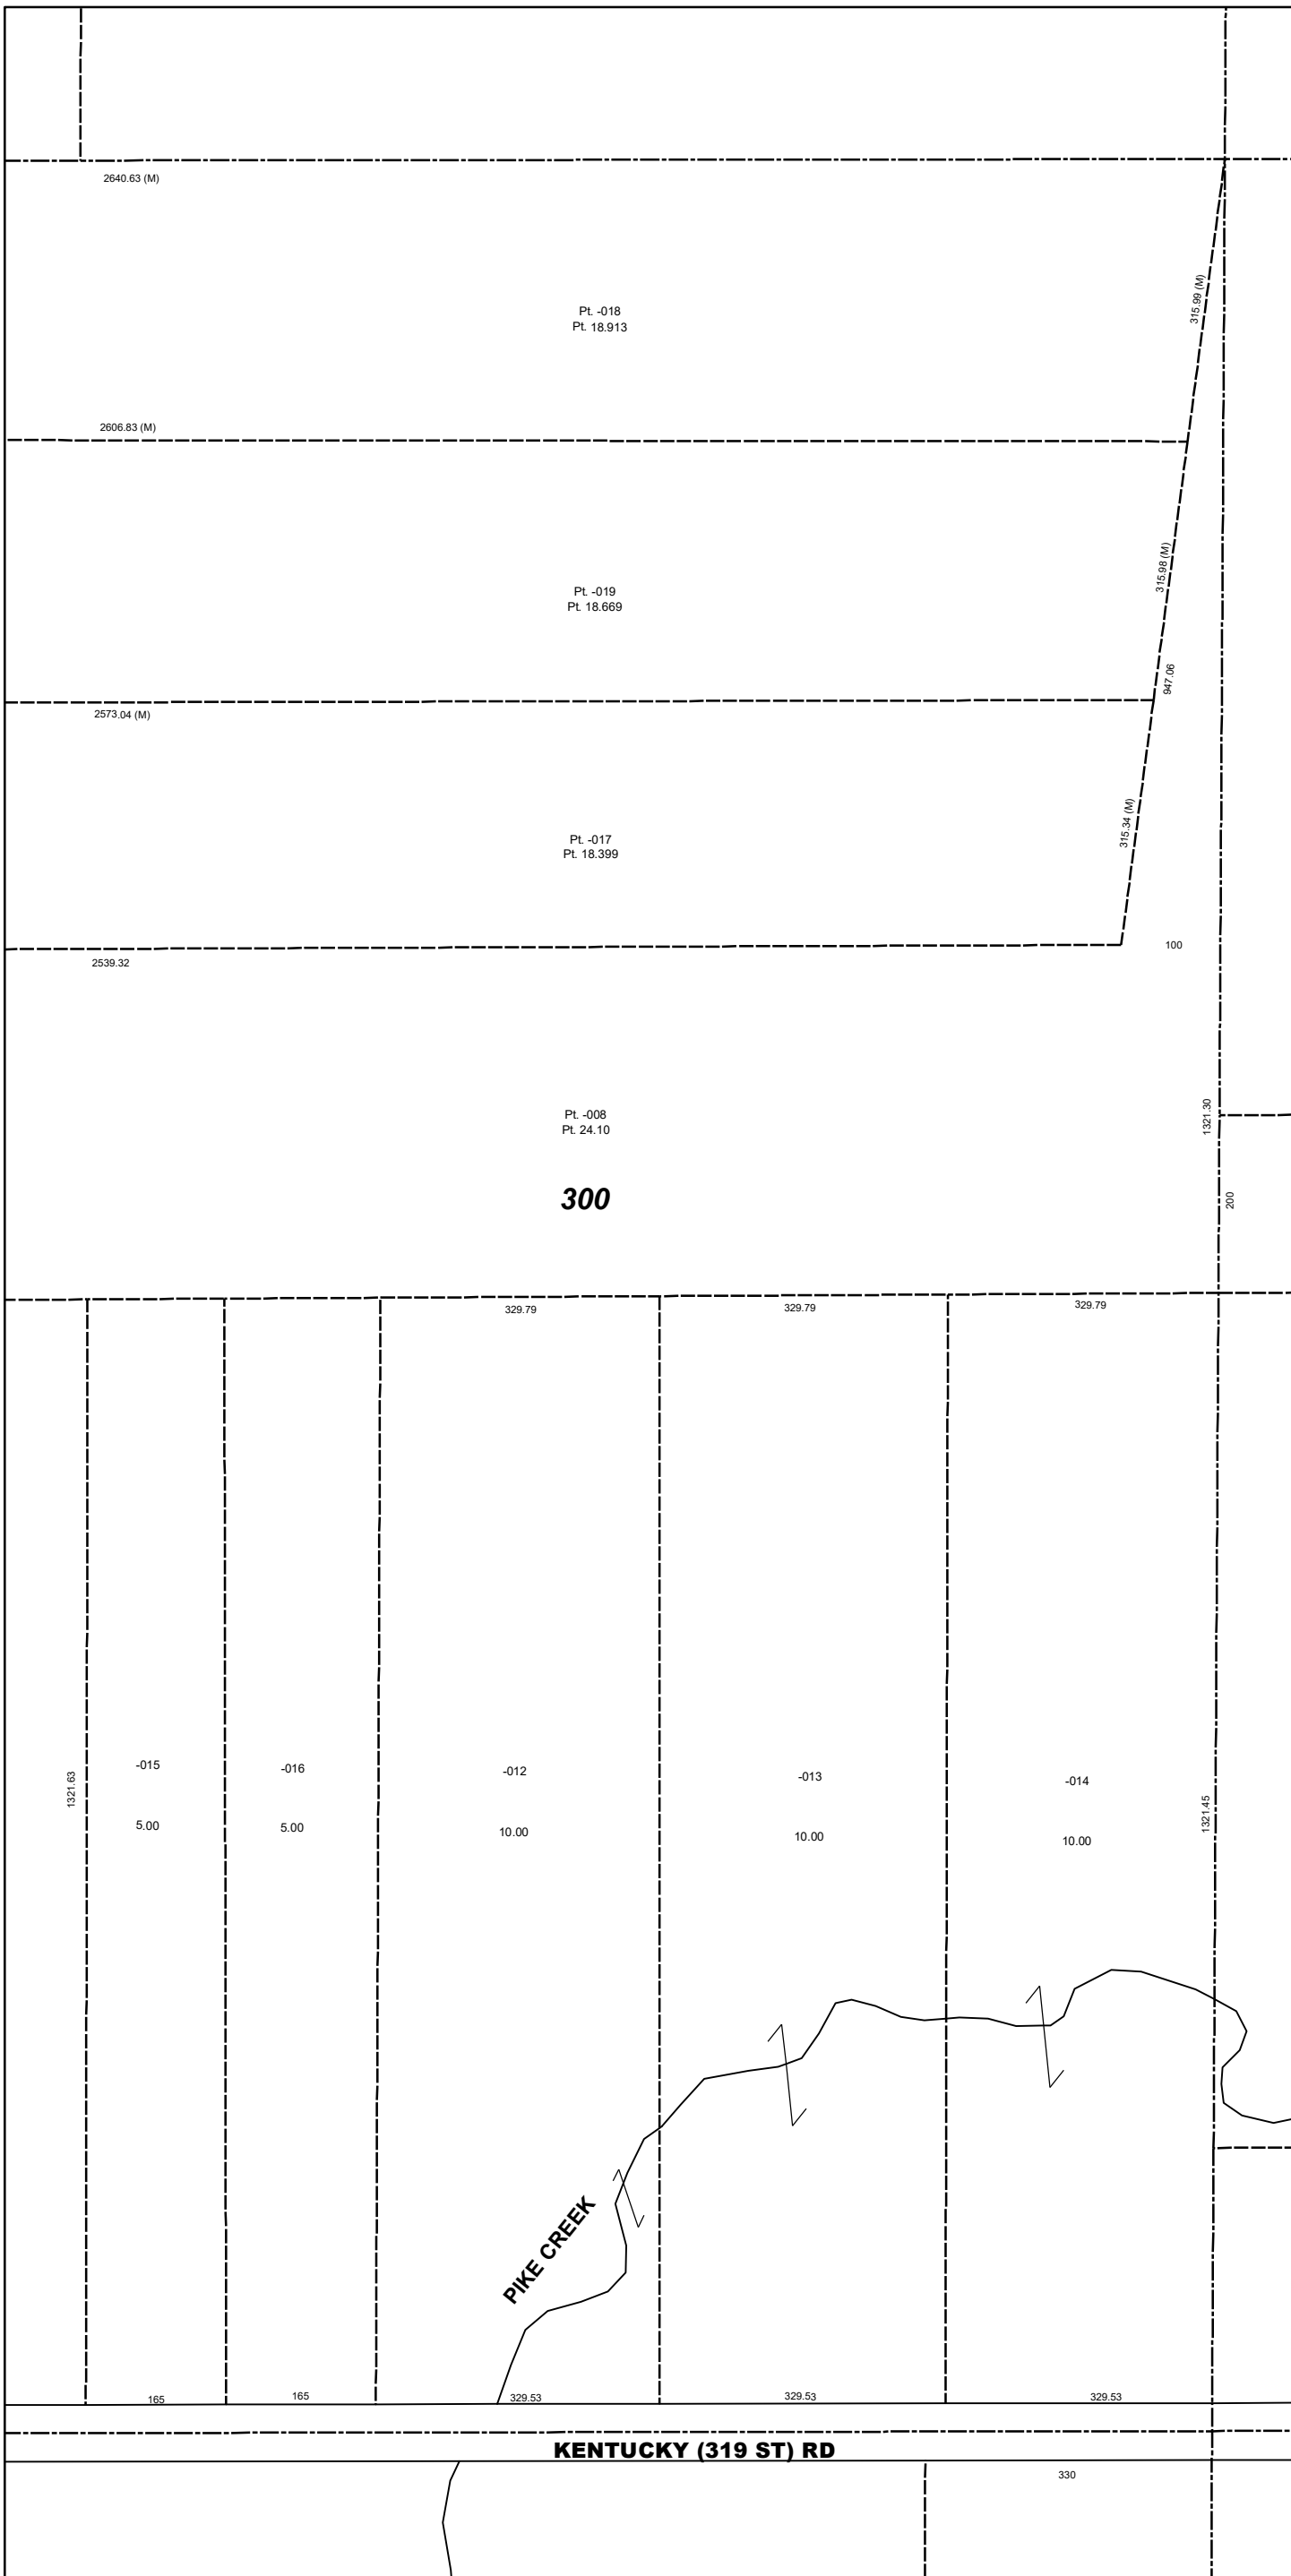 2640.63 (M)
315.99 (M)
Pt. -018
Pt. 18.913
2606.83 (M)
315.98 (M)
Pt. -019
Pt. 18.669
947.06
2573.04 (M)
315.34 (M)
Pt. -017
Pt. 18.399
100
2539.32
Pt. -008
Pt. 24.10
1321.30
300
200
329.79
329.79
329.79
1321.63
-015
-016
-012
-013
-014
5.00
5.00
10.00
10.00
10.00
1321.45
PIKE CREEK
165
165
329.53
329.53
329.53
KENTUCKY (319 ST) RD
330